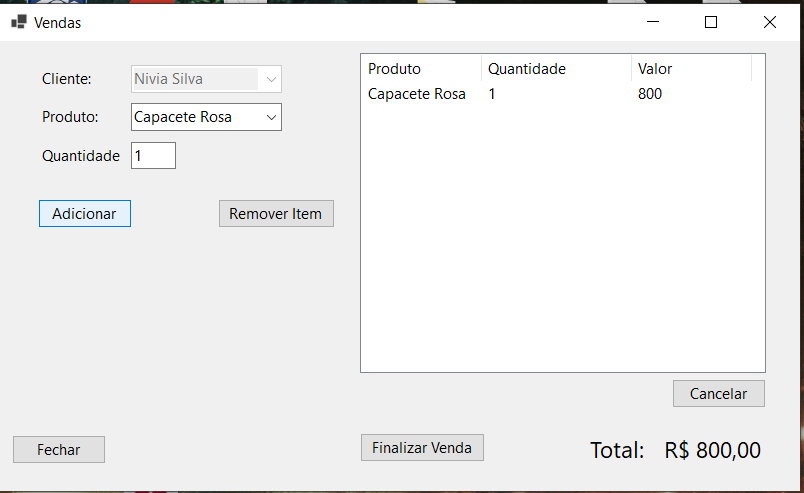 Vendas
Cliente: Nivia Silva
Produto: Capacete Rosa
Quantidade 1
Adicionar Remover Item
Produto Quantidade Valor
Capacete Rosa 1 800
Cancelar
Fechar
Finalizar Venda
Total: R$ 800,00